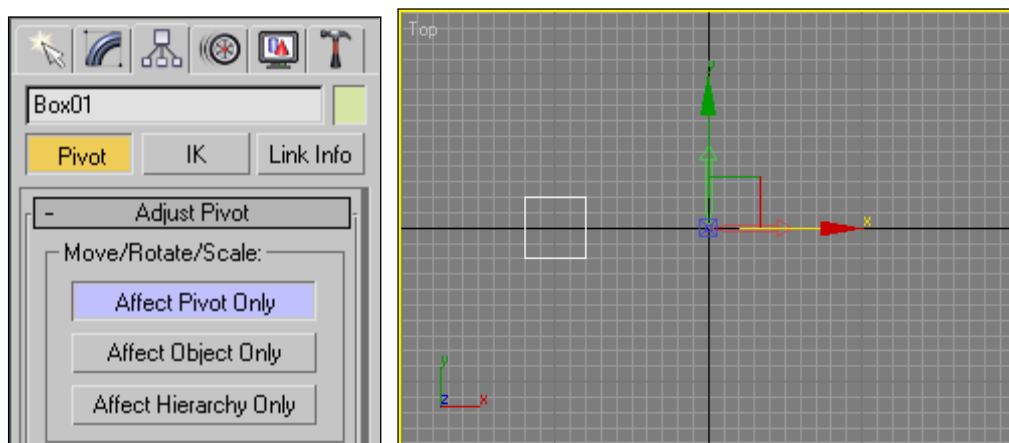 Box01
Pivot
IK
Link Info
- Adjust Pivot
Move/Rotate/Scale:
Affect Pivot Only
Affect Object Only
Affect Hierarchy Only
Top
y
x
y
z
x